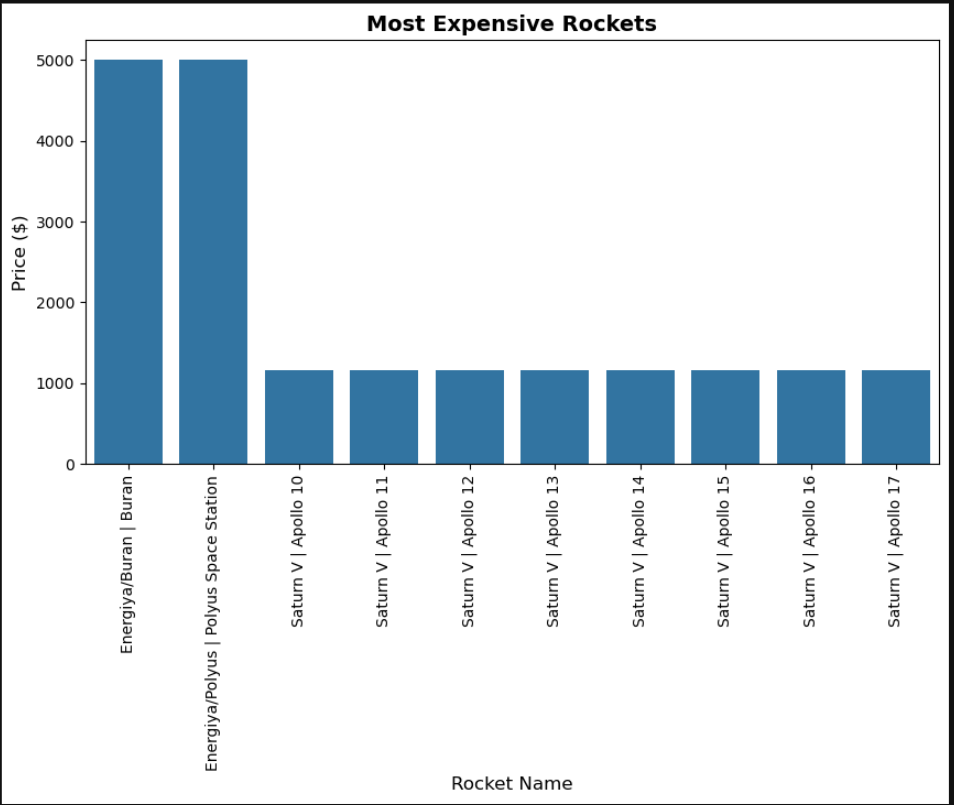 Most Expensive Rockets
Price ($)
5000
4000
3000
2000
1000
0
Energiya/Buran | Buran
Energiya/Polyus | Polyus Space Station
Saturn V | Apollo 10
Saturn V | Apollo 11
Saturn V | Apollo 12
Saturn V | Apollo 13
Saturn V | Apollo 14
Saturn V | Apollo 15
Saturn V | Apollo 16
Saturn V | Apollo 17
Rocket Name